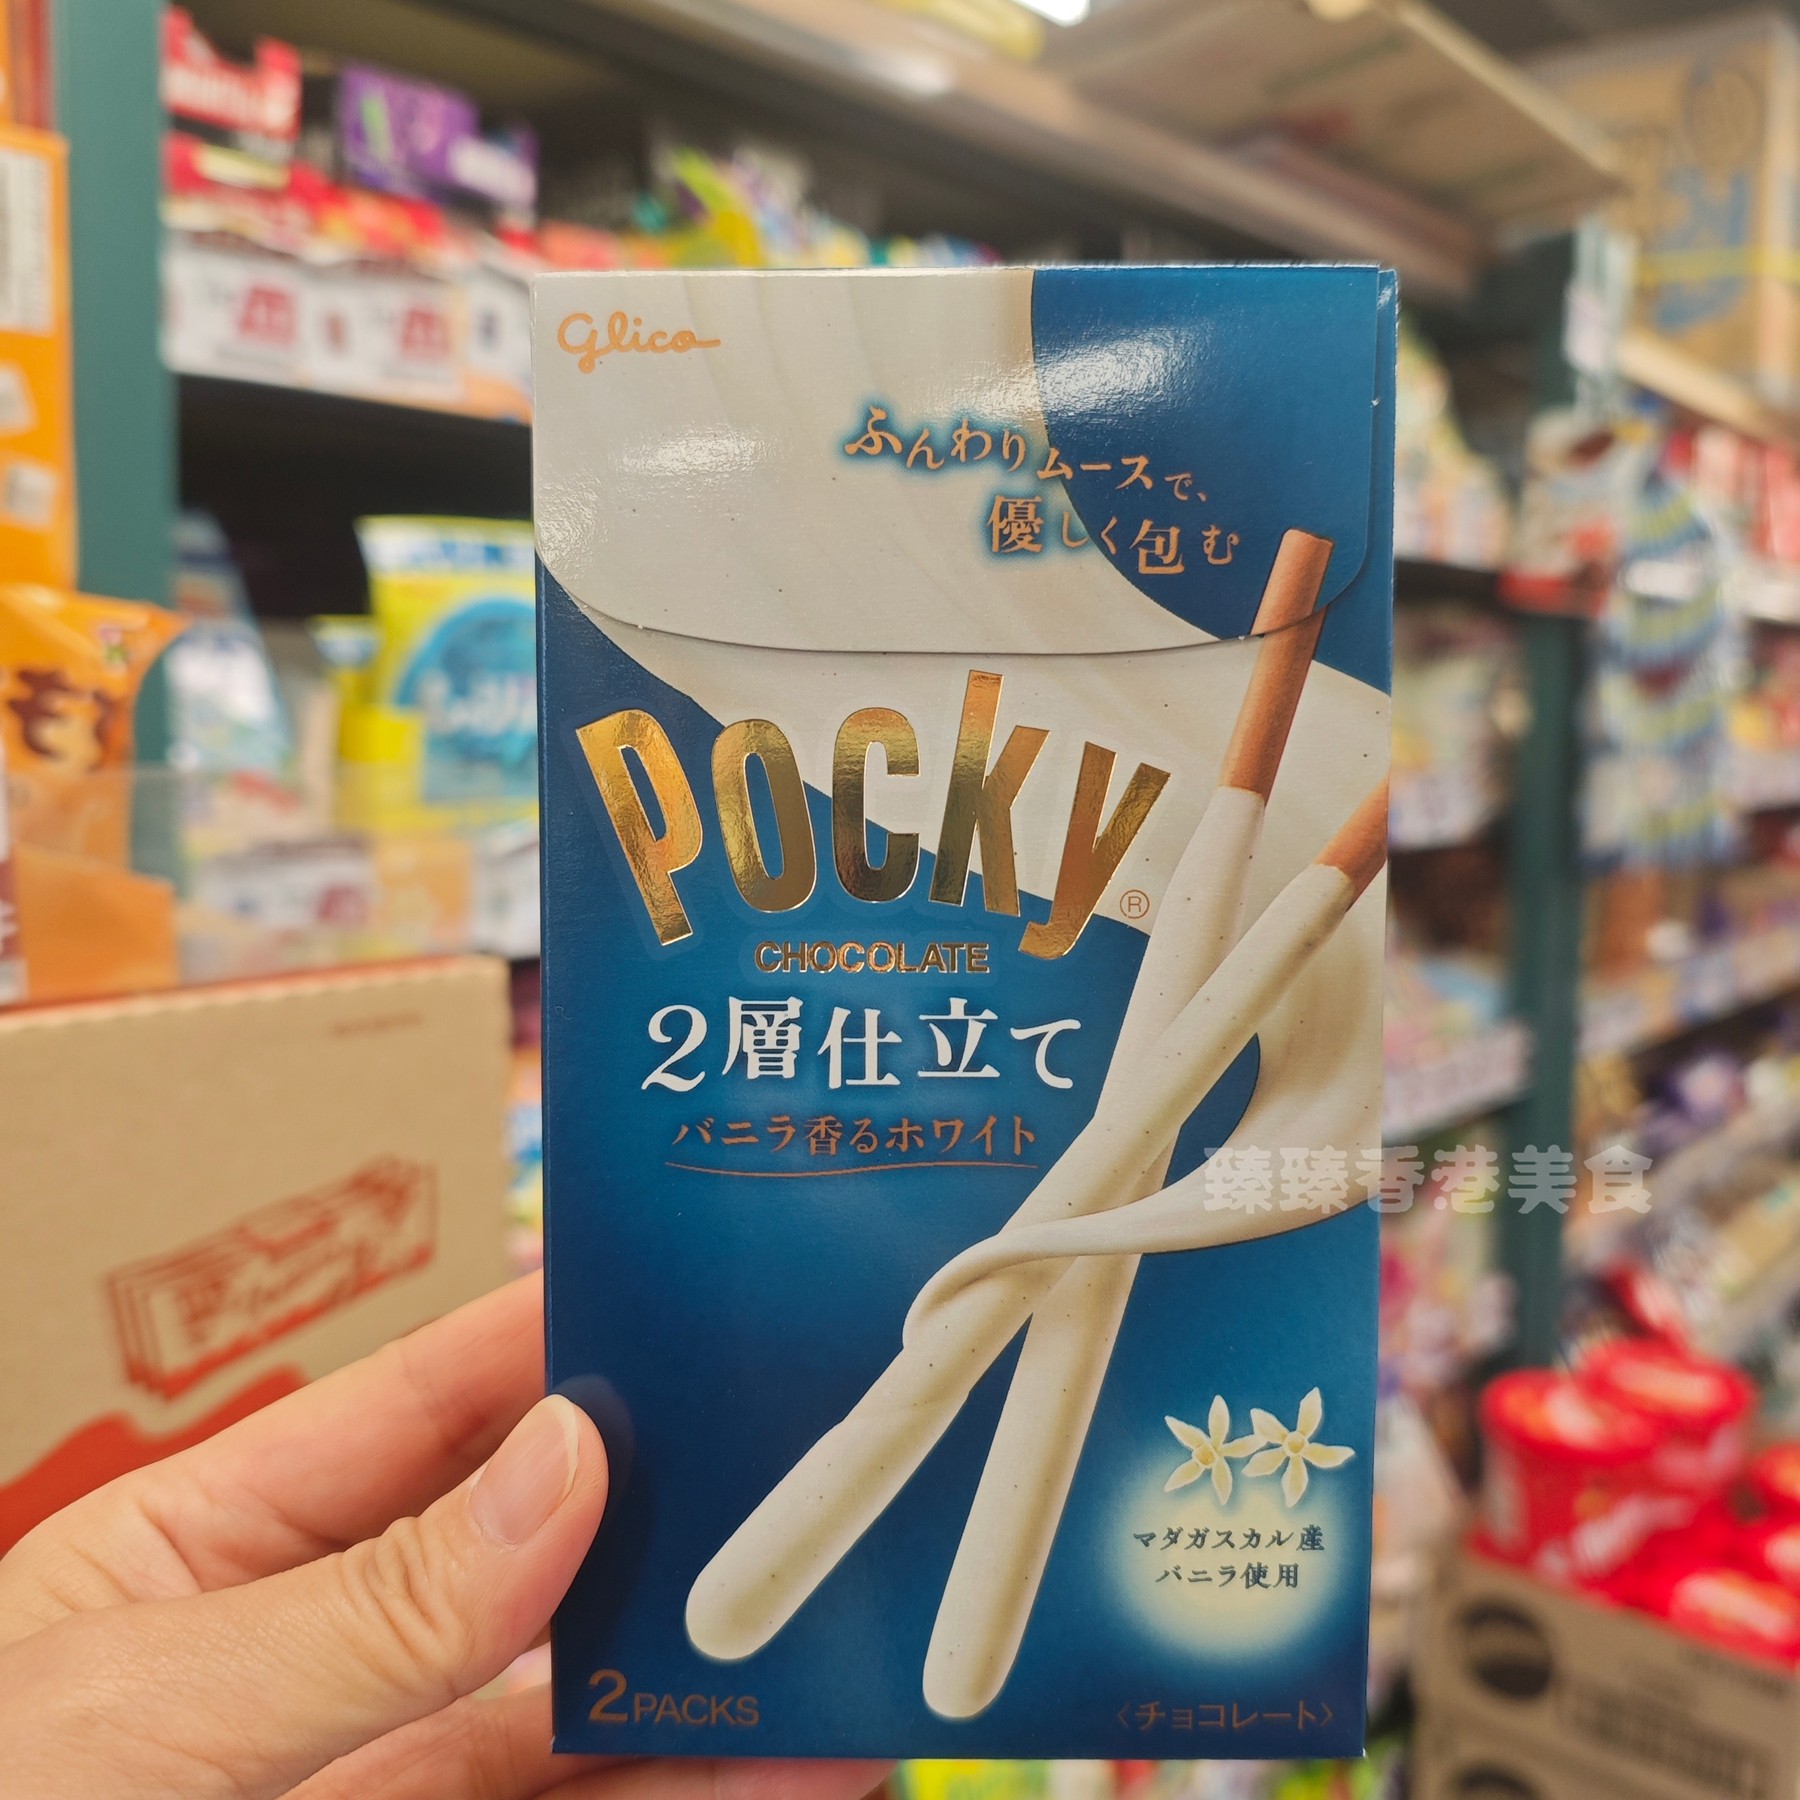 Glico
ふんわりムースで、
優しく包む
POCKY®
CHOCOLATE
2層仕立て
バニラ香るホワイト
臻臻香港美食
マダガスカル産
バニラ使用
2PACKS
〈チョコレート〉